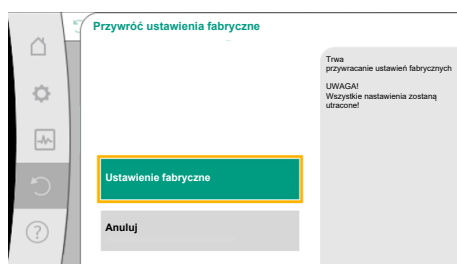 Przywróć ustawienia fabryczne
Trwa
przywracanie ustawień fabrycznych
UWAGA!
Wszystkie nastawienia zostaną
utracone!
Ustawienie fabryczne
Anuluj
?